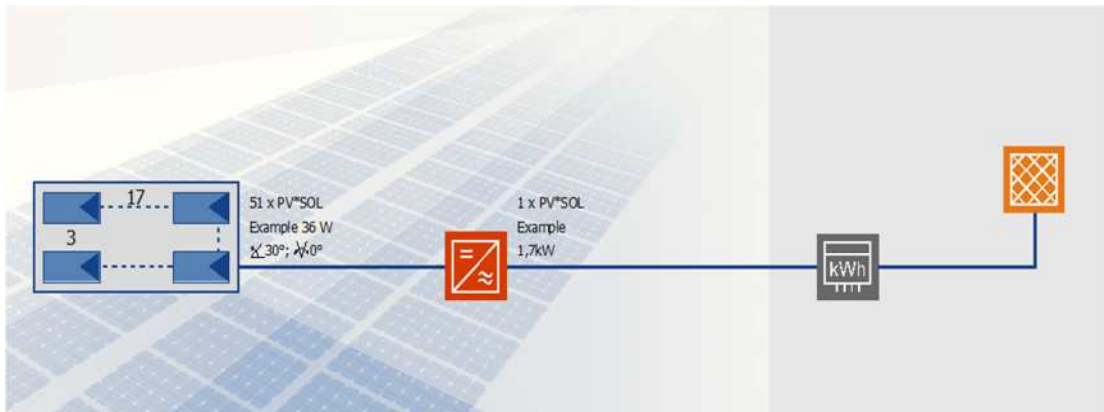 17
3
51 x PV*SOL
Example 36 W
30°; 0°
1 x PV*SOL
Example
1,7kW
kWh